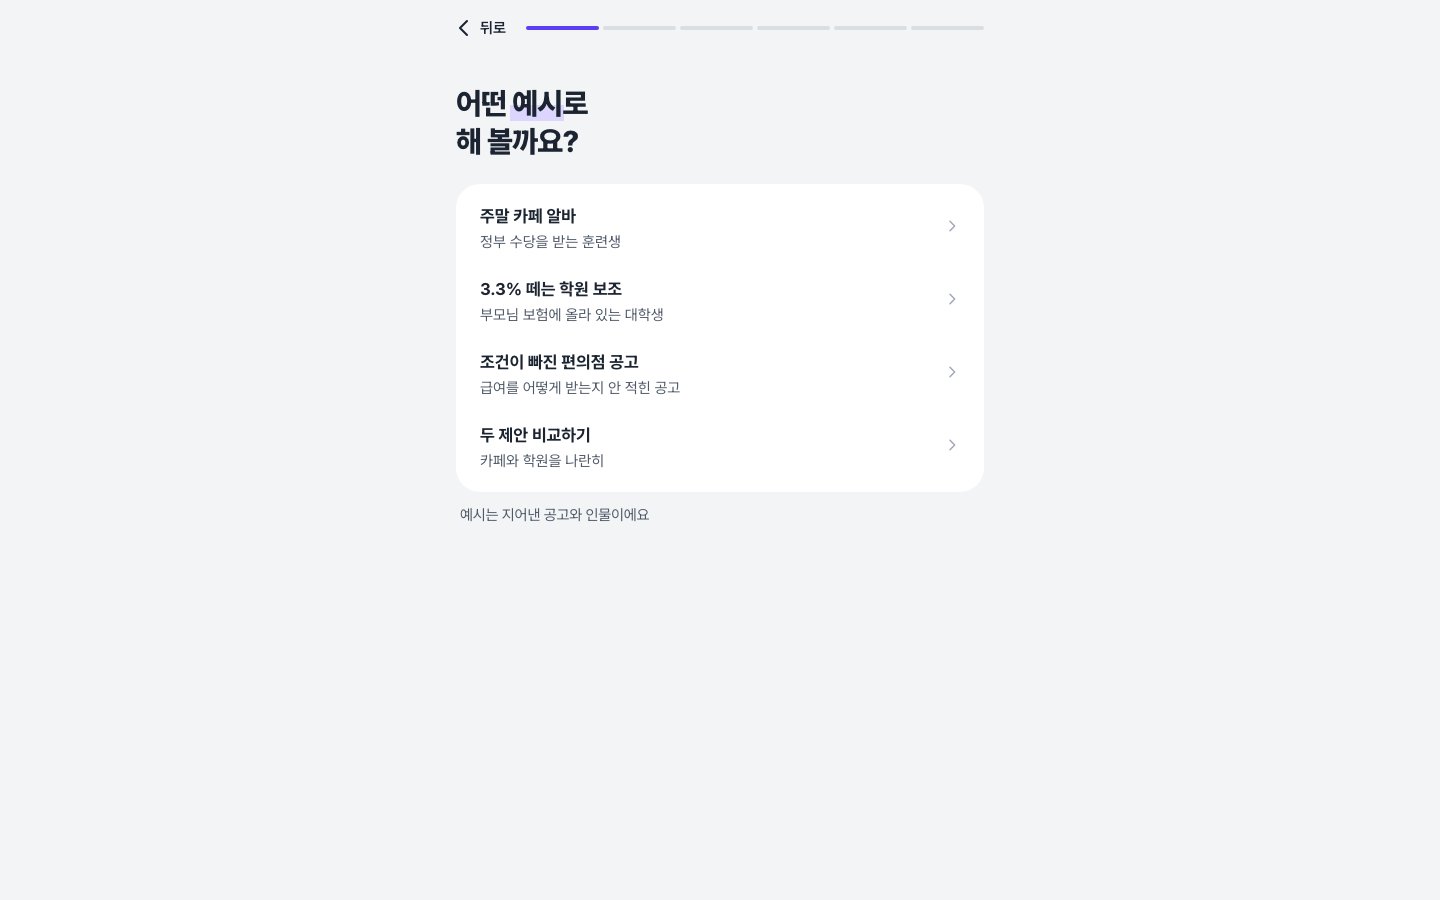 뒤로
어떤 예시로
해 볼까요?
주말 카페 알바
정부 수당을 받는 훈련생
3.3% 떼는 학원 보조
부모님 보험에 올라 있는 대학생
조건이 빠진 편의점 공고
급여를 어떻게 받는지 안 적힌 공고
두 제안 비교하기
카페와 학원을 나란히
예시는 지어낸 공고와 인물이에요